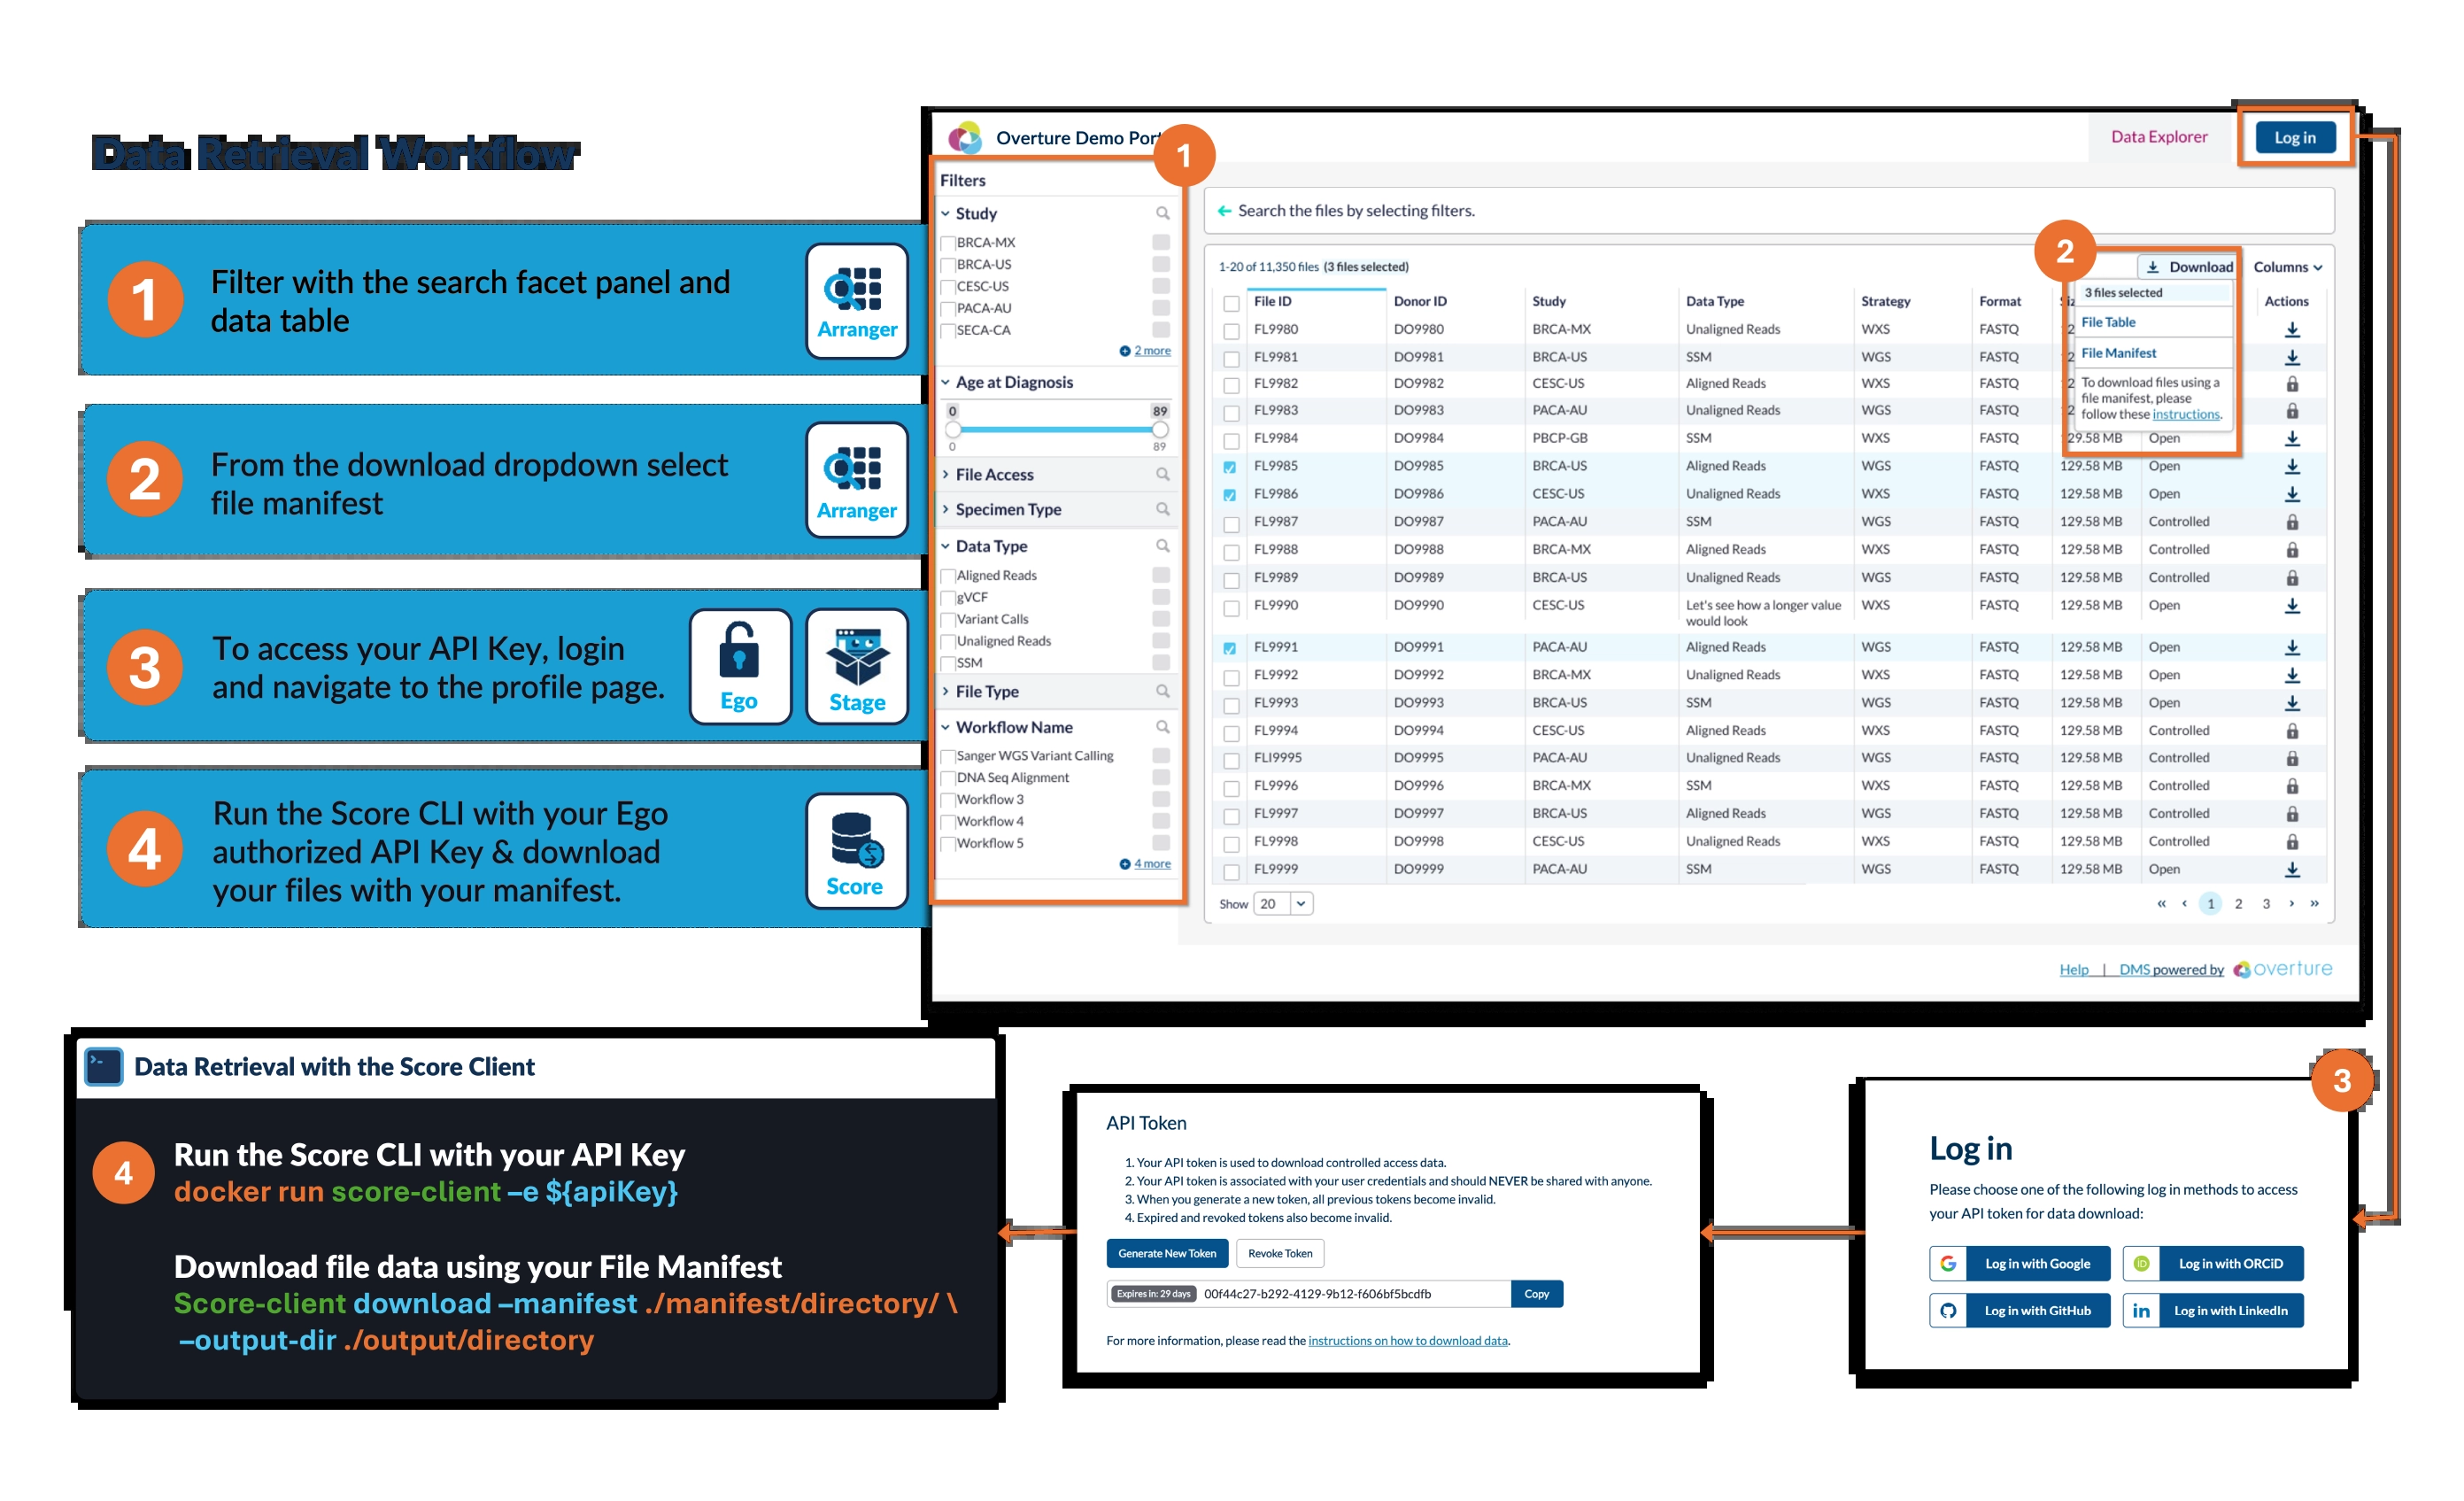 Data Retrieval Workflow
1
Filter with the search facet panel and
data table
Arranger
2
From the download dropdown select
file manifest
Arranger
3
To access your API Key, login
and navigate to the profile page.
Ego
Stage
4
Run the Score CLI with your Ego
authorized API Key & download
your files with your manifest.
Score
Overture Demo Por
1
Data Explorer
Log in
Filters
Study
BRCA-MX
BRCA-US
CESC-US
PACA-AU
SECA-CA
2 more
Age at Diagnosis
0 89
0 89
File Access
Specimen Type
Data Type
Aligned Reads
gVCF
Variant Calls
Unaligned Reads
SSM
File Type
Workflow Name
Sanger WGS Variant Calling
DNA Seq Alignment
Workflow 3
Workflow 4
Workflow 5
4 more
Search the files by selecting filters.
2
1-20 of 11,350 files (3 files selected)
Download
Columns
3 files selected
File Table
File Manifest
To download files using a
file manifest, please
follow these instructions.
File ID Donor ID Study Data Type Strategy Format Actions
FL9980 DO9980 BRCA-MX Unaligned Reads WXS FASTQ
FL9981 DO9981 BRCA-US SSM WGS FASTQ
FL9982 DO9982 CESC-US Aligned Reads WXS FASTQ
FL9983 DO9983 PACA-AU Unaligned Reads WGS FASTQ
FL9984 DO9984 PBCP-GB SSM WXS FASTQ 129.58 MB Open
FL9985 DO9985 BRCA-US Aligned Reads WGS FASTQ 129.58 MB Open
FL9986 DO9986 CESC-US Unaligned Reads WXS FASTQ 129.58 MB Open
FL9987 DO9987 PACA-AU SSM WGS FASTQ 129.58 MB Controlled
FL9988 DO9988 BRCA-MX Aligned Reads WXS FASTQ 129.58 MB Controlled
FL9989 DO9989 BRCA-US Unaligned Reads WGS FASTQ 129.58 MB Controlled
FL9990 DO9990 CESC-US Let's see how a longer value WXS FASTQ 129.58 MB Open
would look
FL9991 DO9991 PACA-AU Aligned Reads WGS FASTQ 129.58 MB Open
FL9992 DO9992 BRCA-MX Unaligned Reads WXS FASTQ 129.58 MB Open
FL9993 DO9993 BRCA-US SSM WGS FASTQ 129.58 MB Open
FL9994 DO9994 CESC-US Aligned Reads WXS FASTQ 129.58 MB Controlled
FLI9995 DO9995 PACA-AU Unaligned Reads WGS FASTQ 129.58 MB Controlled
FL9996 DO9996 BRCA-MX SSM WXS FASTQ 129.58 MB Controlled
FL9997 DO9997 BRCA-US Aligned Reads WGS FASTQ 129.58 MB Controlled
FL9998 DO9998 CESC-US Unaligned Reads WXS FASTQ 129.58 MB Controlled
FL9999 DO9999 PACA-AU SSM WGS FASTQ 129.58 MB Open
Show 20
« ‹ 1 2 3 › »
Help | DMS powered by overture
Data Retrieval with the Score Client
4
Run the Score CLI with your API Key
docker run score-client –e ${apiKey}
Download file data using your File Manifest
Score-client download –manifest ./manifest/directory/ \
–output-dir ./output/directory
API Token
1. Your API token is used to download controlled access data.
2. Your API token is associated with your user credentials and should NEVER be shared with anyone.
3. When you generate a new token, all previous tokens become invalid.
4. Expired and revoked tokens also become invalid.
Generate New Token
Revoke Token
Expires in: 29 days 00f44c27-b292-4129-9b12-f606bf5bcdfb
Copy
For more information, please read the instructions on how to download data.
3
Log in
Please choose one of the following log in methods to access
your API token for data download:
Log in with Google
iD Log in with ORCiD
Log in with GitHub
in Log in with LinkedIn